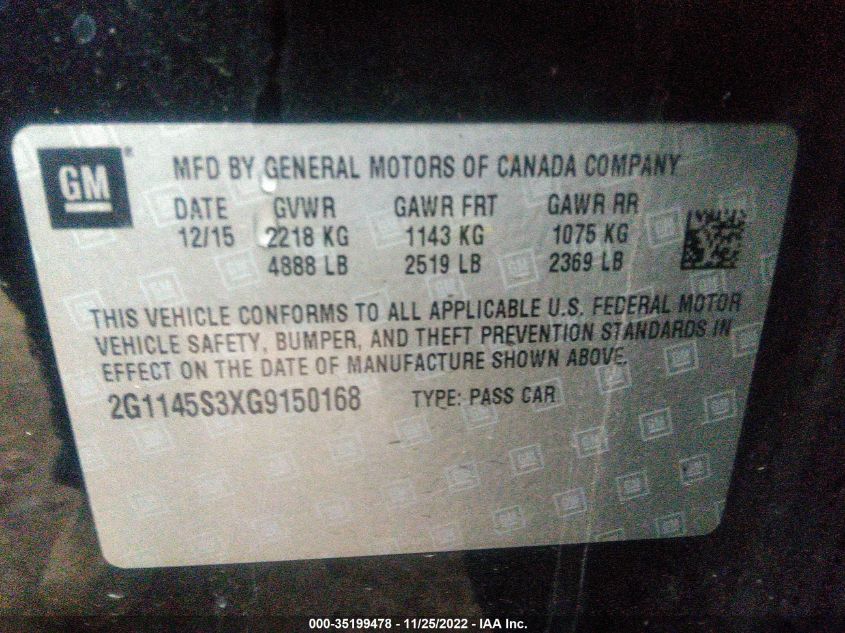 GM
MFD BY GENERAL MOTORS OF CANADA COMPANY
DATE GVWR GAWR FRT GAWR RR
12/15 2218 KG 1143 KG 1075 KG
4888 LB 2519 LB 2369 LB
THIS VEHICLE CONFORMS TO ALL APPLICABLE U.S. FEDERAL MOTOR
VEHICLE SAFETY, BUMPER, AND THEFT PREVENTION STANDARDS IN
EFFECT ON THE DATE OF MANUFACTURE SHOWN ABOVE.
2G1145S3XG9150168 TYPE: PASS CAR
000-35199478 - 11/25/2022 - IAA Inc.